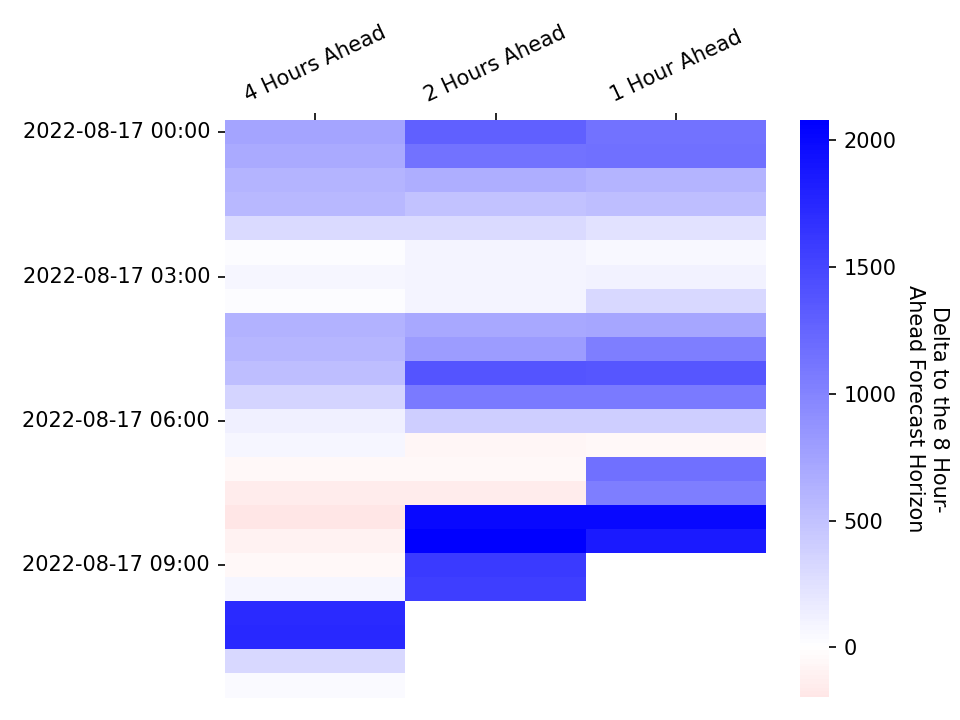 4 Hours Ahead
2 Hours Ahead
1 Hour Ahead
2022-08-17 00:00
2022-08-17 03:00
2022-08-17 06:00
2022-08-17 09:00
2000
1500
1000
500
0
Delta to the 8 Hour-
Ahead Forecast Horizon